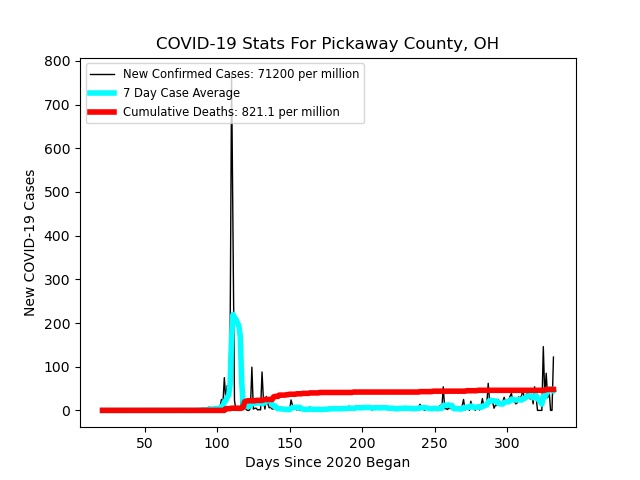 COVID-19 Stats For Pickaway County, OH
New Confirmed Cases: 71200 per million
7 Day Case Average
Cumulative Deaths: 821.1 per million
800
700
600
500
400
300
200
100
0
New COVID-19 Cases
50 100 150 200 250 300
Days Since 2020 Began